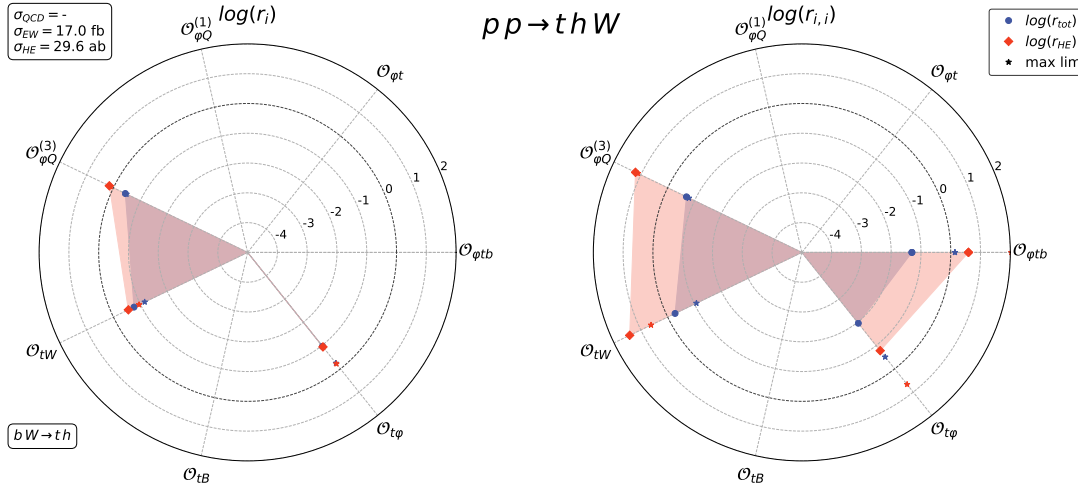 σ_QCD = -
σ_EW = 17.0 fb
σ_HE = 29.6 ab
log(r_i)
p p → t h W
log(r_{i,i})
log(r_tot)
log(r_HE)
max lim
𝒪_φQ^(1)
𝒪_φt
𝒪_φQ^(3)
2
1
0
-1
-2
-3
-4
𝒪_φtb
𝒪_tW
𝒪_tφ
𝒪_tB
𝒪_φQ^(1)
𝒪_φt
𝒪_φQ^(3)
2
1
0
-1
-2
-3
-4
𝒪_φtb
𝒪_tW
𝒪_tφ
𝒪_tB
b W → t h